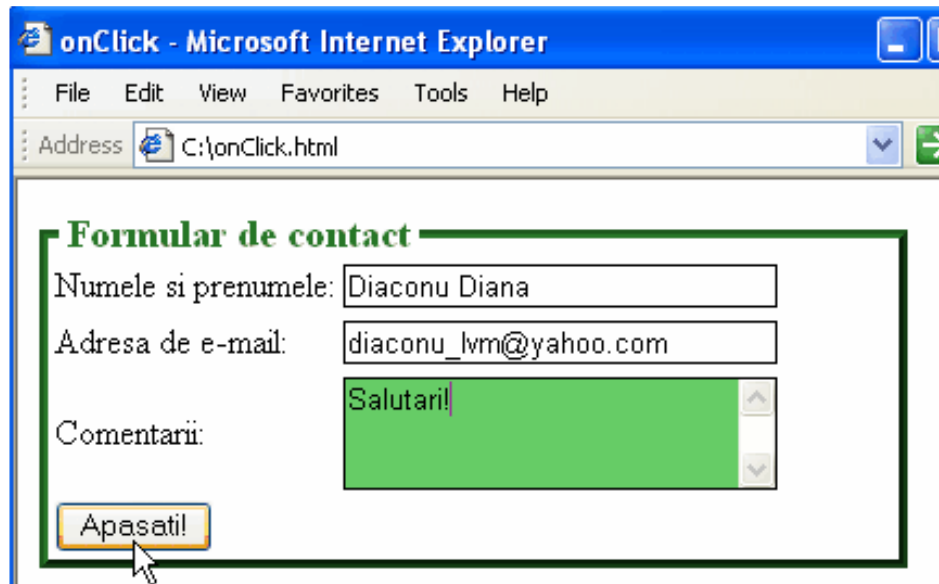 onClick - Microsoft Internet Explorer
File Edit View Favorites Tools Help
Address C:\onClick.html
Formular de contact
Numele si prenumele: Diaconu Diana
Adresa de e-mail: diaconu_lvm@yahoo.com
Salutari!
Comentarii:
Apasati!